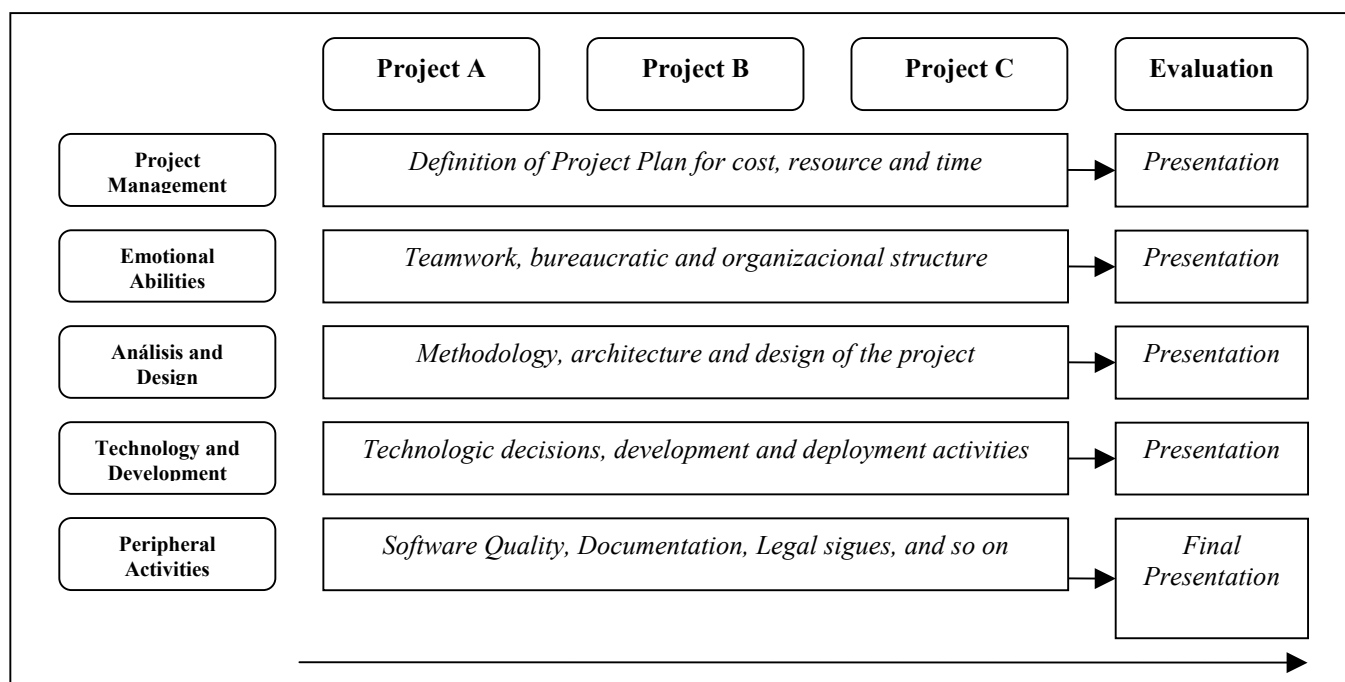 Project A
Project B
Project C
Evaluation
Project
Management
Definition of Project Plan for cost, resource and time
Presentation
Emotional
Abilities
Teamwork, bureaucratic and organizacional structure
Presentation
Análisis and
Design
Methodology, architecture and design of the project
Presentation
Technology and
Development
Technologic decisions, development and deployment activities
Presentation
Peripheral
Activities
Software Quality, Documentation, Legal sigues, and so on
Final
Presentation